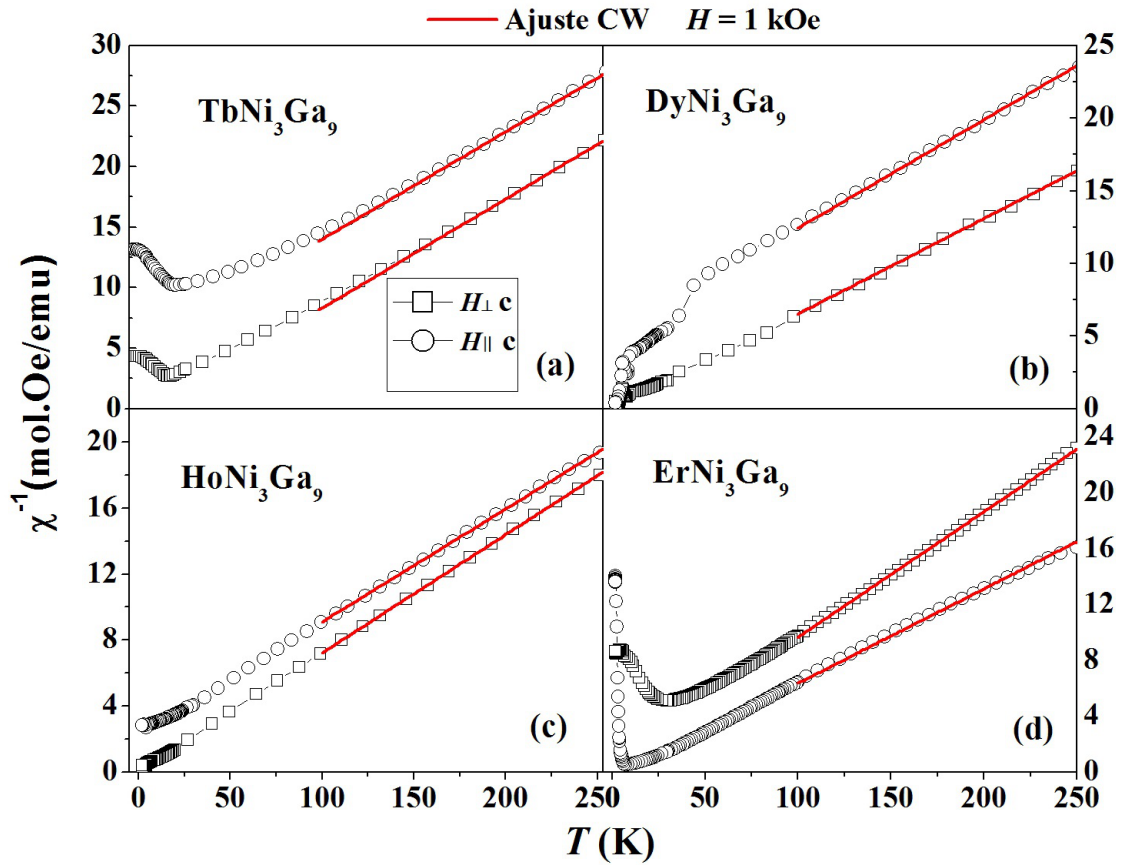 Ajuste CW H = 1 kOe
30 25
25 20
20 15
15 10
10 5
5 0
0
TbNi₃Ga₉ DyNi₃Ga₉
H⊥ c
H|| c
(a) (b)
χ⁻¹(mol.Oe/emu)
20 24
16 20
12 16
8 12
4 8
0 4
0
HoNi₃Ga₉ ErNi₃Ga₉
(c) (d)
0 50 100 150 200 250 0 50 100 150 200 250
T (K)